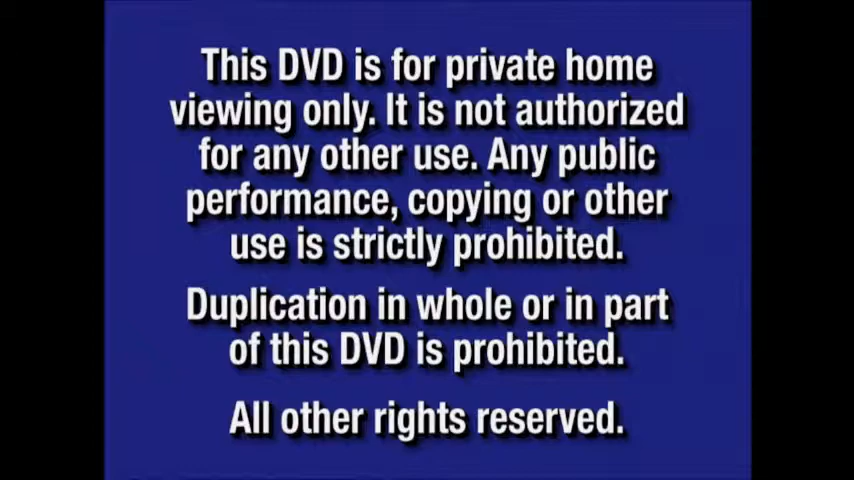 This DVD is for private home
viewing only. It is not authorized
for any other use. Any public
performance, copying or other
use is strictly prohibited.
Duplication in whole or in part
of this DVD is prohibited.
All other rights reserved.